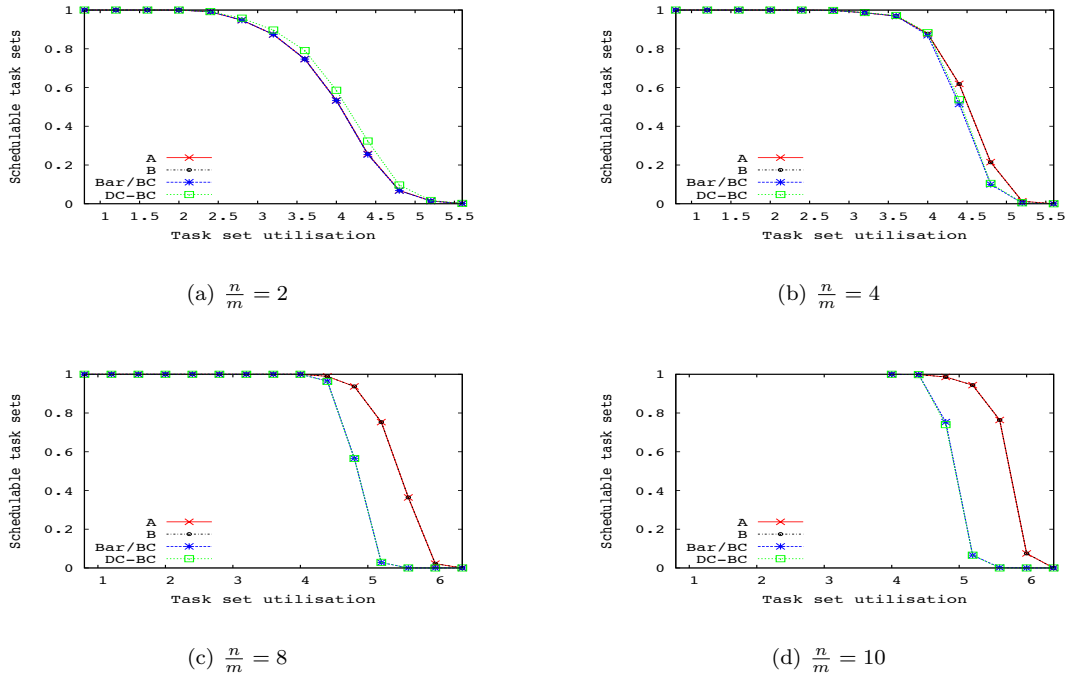 1
0.8
0.6
0.4
0.2
0
Schedulable task sets
A
B
Bar/BC
DC-BC
1 1.5 2 2.5 3 3.5 4 4.5 5 5.5
Task set utilisation
(a) n/m = 2
1
0.8
0.6
0.4
0.2
0
Schedulable task sets
A
B
Bar/BC
DC-BC
1 1.5 2 2.5 3 3.5 4 4.5 5 5.5
Task set utilisation
(b) n/m = 4
1
0.8
0.6
0.4
0.2
0
Schedulable task sets
A
B
Bar/BC
DC-BC
1 2 3 4 5 6
Task set utilisation
(c) n/m = 8
1
0.8
0.6
0.4
0.2
0
Schedulable task sets
A
B
Bar/BC
DC-BC
1 2 3 4 5 6
Task set utilisation
(d) n/m = 10